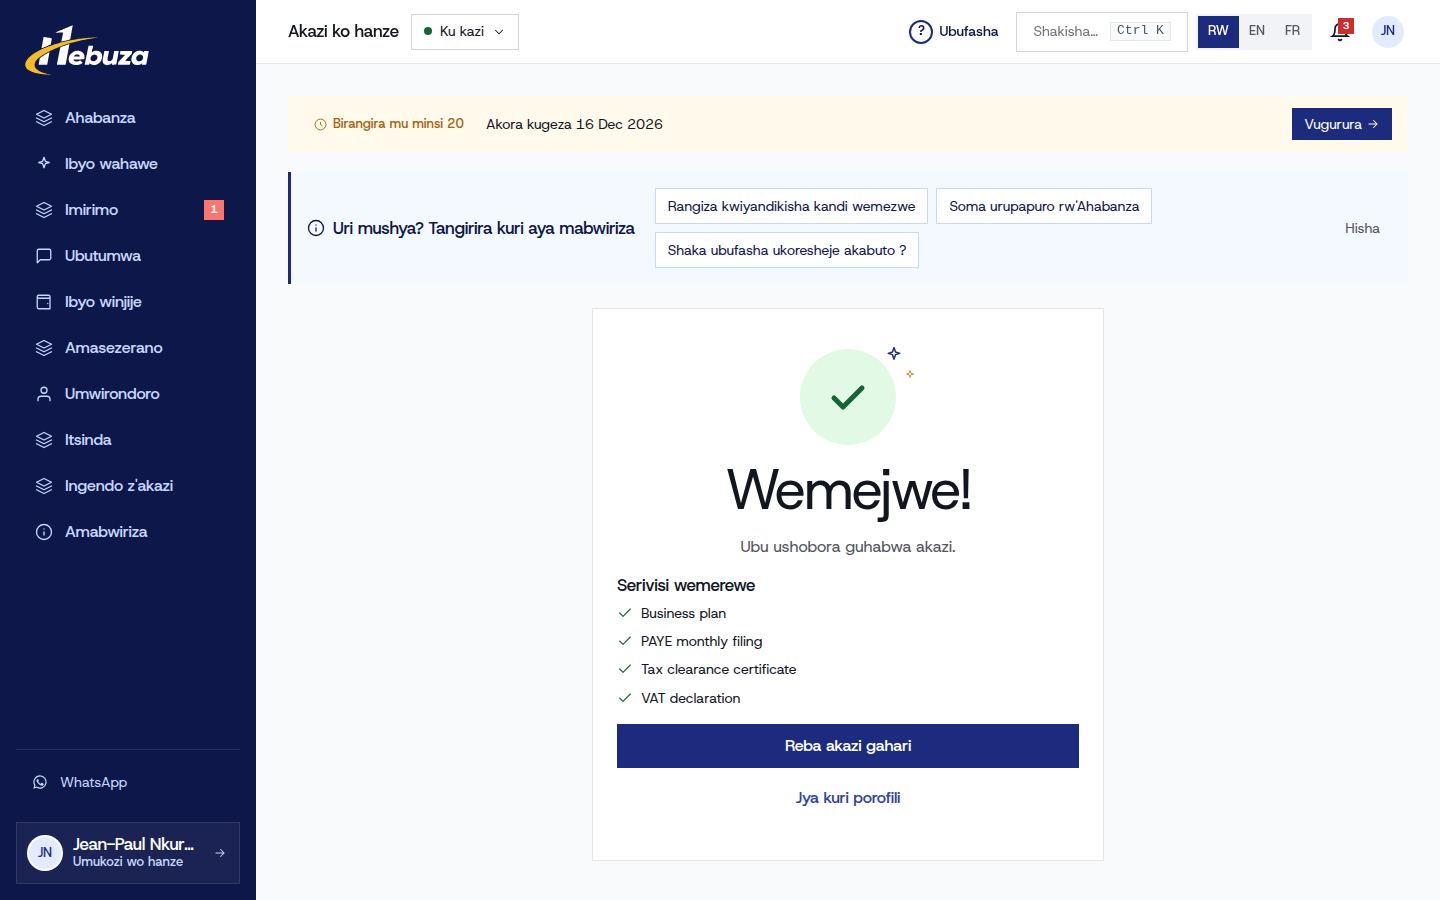 Hebuza
Ahabanza
Ibyo wahawe
Imirimo
1
Ubutumwa
Ibyo winjije
Amasezerano
Umwirondoro
Itsinda
Ingendo z'akazi
Amabwiriza
WhatsApp
JN
Jean-Paul Nkur...
Umukozi wo hanze
Akazi ko hanze
Ku kazi
? Ubufasha
Shakisha... Ctrl K
RW EN FR
3
JN
Birangira mu minsi 20
Akora kugeza 16 Dec 2026
Vugurura
Uri mushya? Tangirira kuri aya mabwiriza
Rangiza kwiyandikisha kandi wemezwe
Soma urupapuro rw'Ahabanza
Shaka ubufasha ukoresheje akabuto ?
Hisha
Wemejwe!
Ubu ushobora guhabwa akazi.
Serivisi wemerewe
Business plan
PAYE monthly filing
Tax clearance certificate
VAT declaration
Reba akazi gahari
Jya kuri porofili